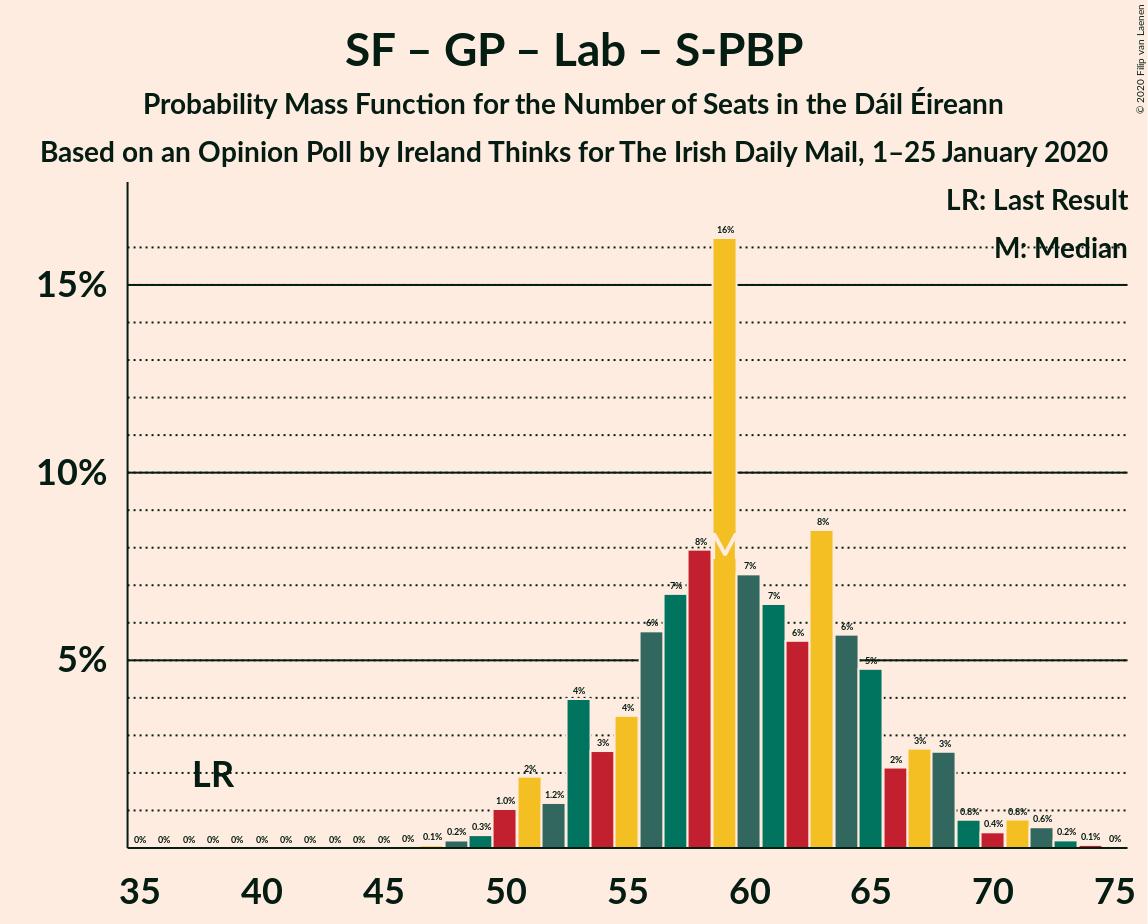 SF – GP – Lab – S-PBP
Probability Mass Function for the Number of Seats in the Dáil Éireann
Based on an Opinion Poll by Ireland Thinks for The Irish Daily Mail, 1–25 January 2020
© 2020 Filip van Laenen
LR: Last Result
M: Median
15%
10%
5%
16%
M
LR
0% 0% 0% 0% 0% 0% 0% 0% 0% 0% 0% 0% 0.1% 0.2% 0.3% 1.0% 2% 1.2% 4% 3% 4% 6% 7% 8% 7% 7% 6% 8% 6% 5% 2% 3% 3% 0.8% 0.4% 0.8% 0.6% 0.2% 0.1% 0%
35 40 45 50 55 60 65 70 75